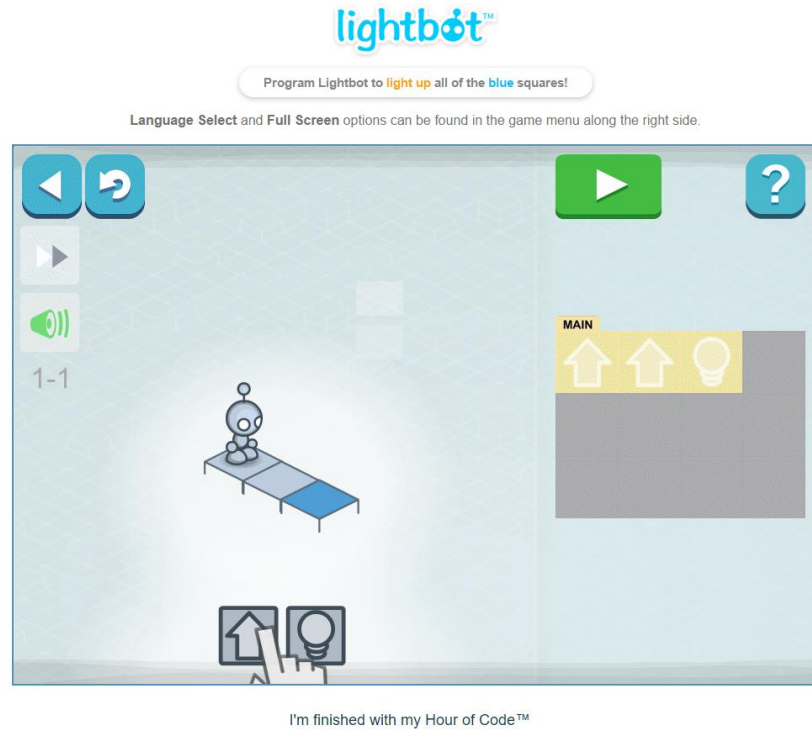 lightbot™
Program Lightbot to light up all of the blue squares!
Language Select and Full Screen options can be found in the game menu along the right side.
?
MAIN
1-1
I'm finished with my Hour of Code™